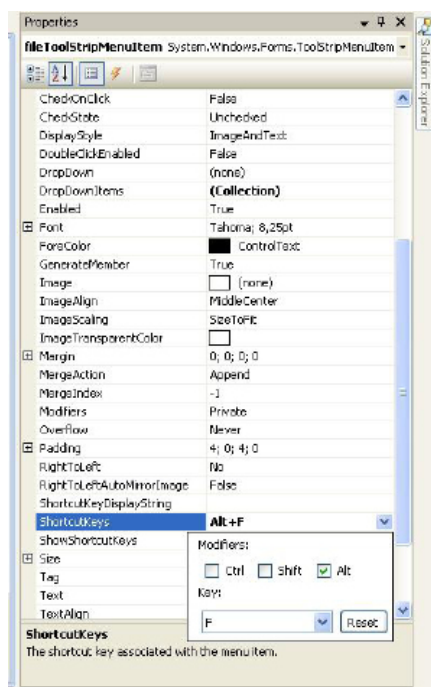 Properties
fileToolStripMenuItem System.Windows.Forms.ToolStripMenuItem
Solution Explorer
CheckOnClick False
CheckState Unchecked
DisplayStyle ImageAndText
DoubleClickEnabled False
DropDown (none)
DropDownItems (Collection)
Enabled True
Font Tahoma; 8,25pt
ForeColor ControlText
GenerateMember True
Image (none)
ImageAlign MiddleCenter
ImageScaling SizeToFit
ImageTransparentColor
Margin 0; 0; 0; 0
MergeAction Append
MergeIndex -1
Modifiers Private
Overflow Never
Padding 4; 0; 4; 0
RightToLeft No
RightToLeftAutoMirrorImage False
ShortcutKeyDisplayString
ShortcutKeys Alt+F
ShowShortcutKeys
Modifiers:
Size
Ctrl Shift Alt
Tag
Key:
Text
F Reset
TextAlign
ShortcutKeys
The shortcut key associated with the menu item.